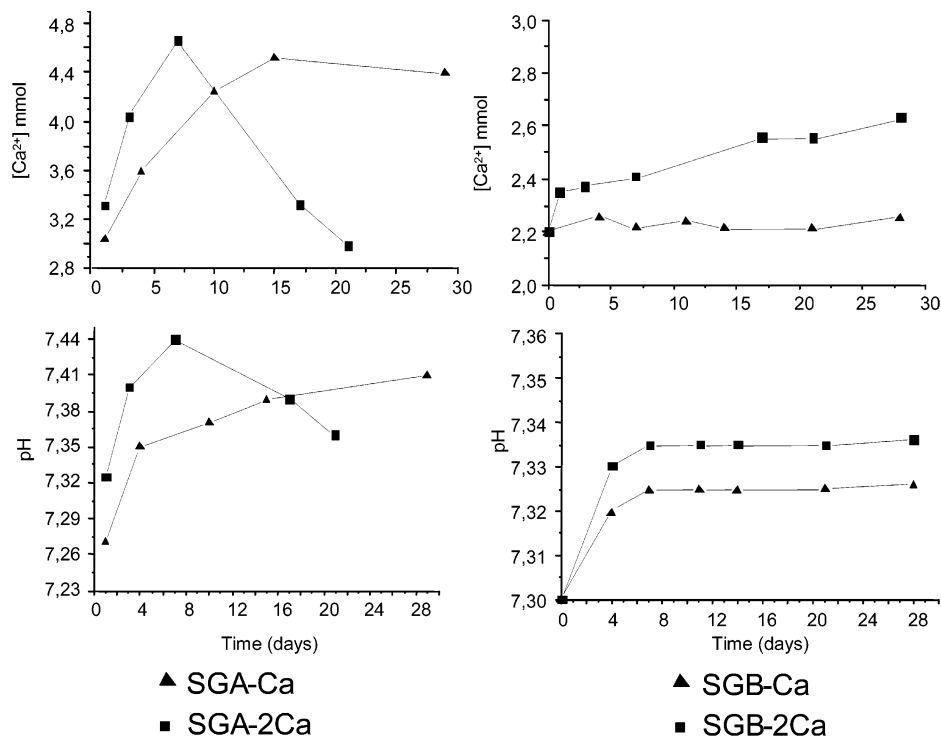 [Ca²⁺] mmol
4,8
4,4
4,0
3,6
3,2
2,8
0 5 10 15 20 25 30
[Ca²⁺] mmol
3,0
2,8
2,6
2,4
2,2
2,0
0 5 10 15 20 25 30
pH
7,44
7,41
7,38
7,35
7,32
7,29
7,26
7,23
0 4 8 12 16 20 24 28
Time (days)
pH
7,36
7,35
7,34
7,33
7,32
7,31
7,30
0 4 8 12 16 20 24 28
Time (days)
SGA-Ca
SGA-2Ca
SGB-Ca
SGB-2Ca